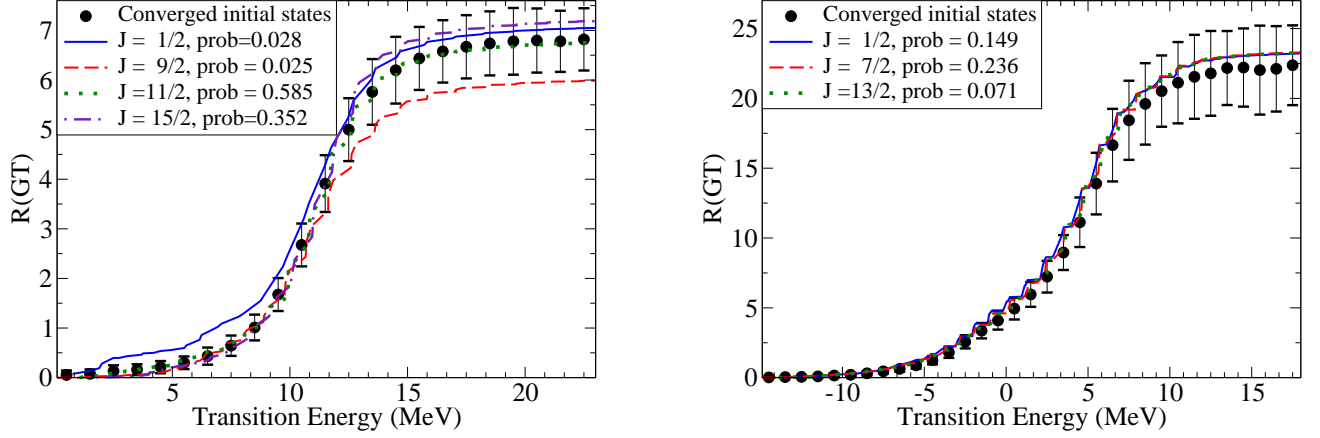 Converged initial states
J = 1/2, prob=0.028
J = 9/2, prob = 0.025
J =11/2, prob = 0.585
J = 15/2, prob=0.352
7
6
5
4
3
2
1
0
R(GT)
5
10
15
20
Transition Energy (MeV)
Converged initial states
J = 1/2, prob = 0.149
J = 7/2, prob = 0.236
J =13/2, prob = 0.071
25
20
15
10
5
0
R(GT)
-10
-5
0
5
10
15
Transition Energy (MeV)